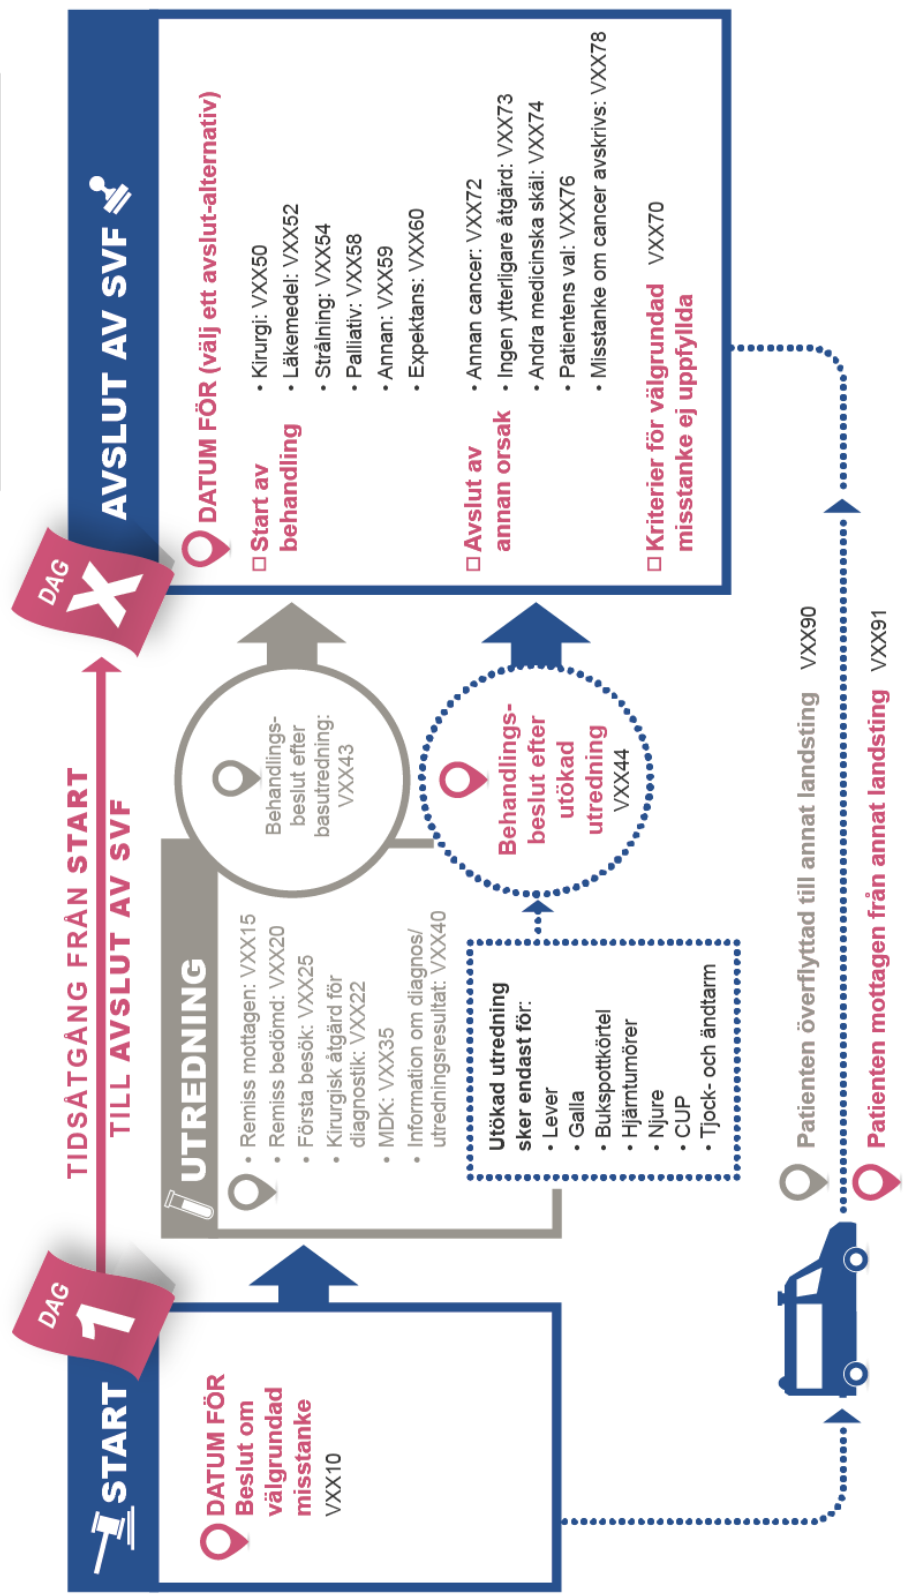 TIDSÅTGÅNG FRÅN START
TILL AVSLUT AV SVF
DAG
1
START
DATUM FÖR
Beslut om
välgrundad
misstanke
VXX10
UTREDNING
• Remiss mottagen: VXX15
• Remiss bedömd: VXX20
• Första besök: VXX25
• Kirurgisk åtgärd för
diagnostik: VXX22
• MDK: VXX35
• Information om diagnos/
utredningsresultat: VXX40
Utökad utredning
sker endast för:
• Lever
• Galla
• Bukspottkörtel
• Hjärntumörer
• Njure
• CUP
• Tjock- och ändtarm
Behandlings-
beslut efter
basutredning:
VXX43
Behandlings-
beslut efter
utökad
utredning
VXX44
DAG
X
AVSLUT AV SVF
DATUM FÖR (välj ett avslut-alternativ)
□ Start av
behandling
• Kirurgi: VXX50
• Läkemedel: VXX52
• Strålning: VXX54
• Palliativ: VXX58
• Annan: VXX59
• Expektans: VXX60
□ Avslut av
annan orsak
• Annan cancer: VXX72
• Ingen ytterligare åtgärd: VXX73
• Andra medicinska skäl: VXX74
• Patientens val: VXX76
• Misstanke om cancer avskrivs: VXX78
□ Kriterier för välgrundad VXX70
misstanke ej uppfyllda
Patienten överflyttad till annat landsting VXX90
Patienten mottagen från annat landsting VXX91